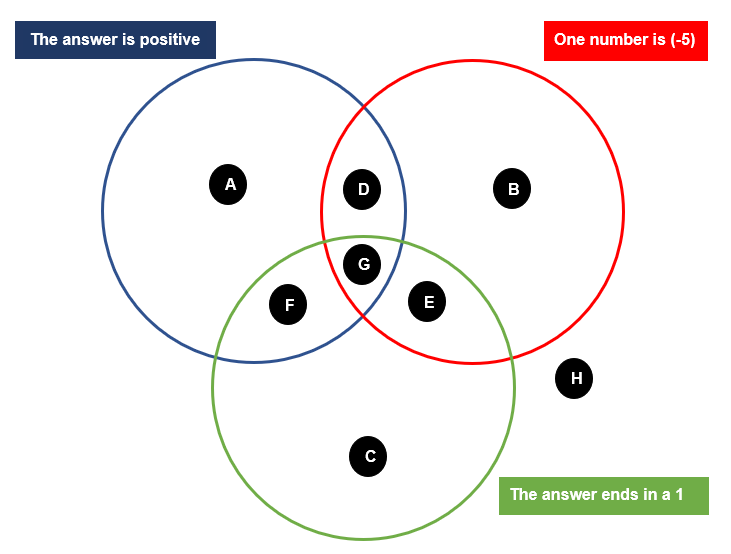 The answer is positive
One number is (-5)
A
D
B
G
F
E
H
C
The answer ends in a 1